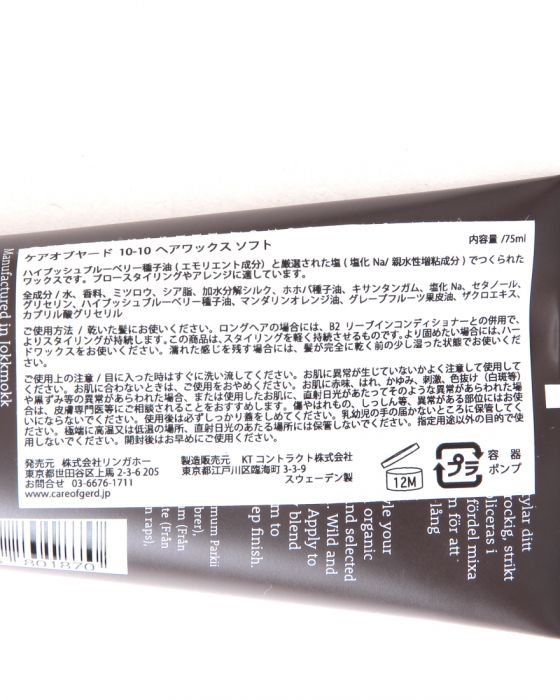 ケアオブヤード 10-10 ヘアワックス ソフト
内容量 /75ml
ハイブッシュブルーベリー種子油(エモリエント成分)と厳選された塩(塩化Na/親水性増粘成分)でつくられた
ワックスです。ブロースタイリングやアレンジに適しています。
全成分/水、香料、ミツロウ、シア脂、加水分解シルク、ホホバ種子油、キサンタンガム、塩化Na、セタノール、
グリセリン、ハイブッシュブルーベリー種子油、マンダリンオレンジ油、グレープフルーツ果皮油、ザクロエキス、
カプリル酸グリセリル
ご使用方法/乾いた髪にお使いください。ロングヘアの場合には、B2 リーブインコンディショナーとの併用で、
よりスタイリングが持続します。この商品は、スタイリングを軽く持続させるものです。より固めたい場合には、ハー
ドワックスをお使いください。濡れた感じを残す場合には、髪が完全に乾く前の少し湿った状態でお使いくだ
さい。
ご使用上の注意/目に入った時はすぐに洗い流してください。お肌に異常が生じていないかよく注意して使用して
ください。お肌に合わないときは、ご使用をおやめください。お肌に赤味、はれ、かゆみ、刺激、色抜け(白斑等)
や黒ずみ等の異常があらわれた場合、または使用したお肌に、直射日光があたってそのような異常があらわれた場
合は、皮膚専門医等にご相談されることをおすすめします。傷やはれもの、しっしん等、異常がある部位にはお使
いにならないでください。使用後は必ずしっかり蓋をしめてください。乳幼児の手の届かないところに保管してく
ださい。極端に高温又は低温の場所、直射日光のあたる場所には保管しないでください。指定用途以外の目的で使
用しないでください。開封後はお早めにご使用ください。
発売元 株式会社リンガホー
東京都世田谷区上馬 2-3-6 205
お問合せ 03-6676-1711
www.careofgerd.com
製造販売元 KTコントラクト株式会社
東京都江戸川区臨海町 3-3-9
スウェーデン製
12M
プラ
容 器
ポンプ
Manufactured in Jokkmokk
801870
ylar ditt
ockig, strikt
liceras i
fördel mixa
m för att
lång
le your
organic
nd selected
Wild and
Apply to
blend
m to
ep finish.
mum Parkii
brer),
m (Från
te (Från
n raps),